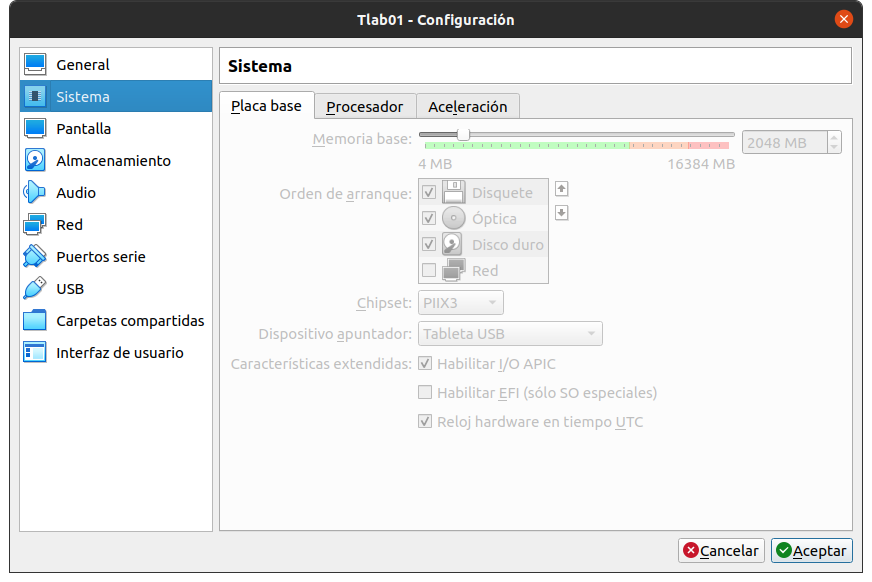 Tlab01 - Configuración
General
Sistema
Pantalla
Almacenamiento
Audio
Red
Puertos serie
USB
Carpetas compartidas
Interfaz de usuario
Sistema
Placa base Procesador Aceleración
Memoria base: 2048 MB
4 MB 16384 MB
Orden de arranque: Disquete
Óptica
Disco duro
Red
Chipset: PIIX3
Dispositivo apuntador: Tableta USB
Características extendidas: Habilitar I/O APIC
Habilitar EFI (sólo SO especiales)
Reloj hardware en tiempo UTC
Cancelar Aceptar